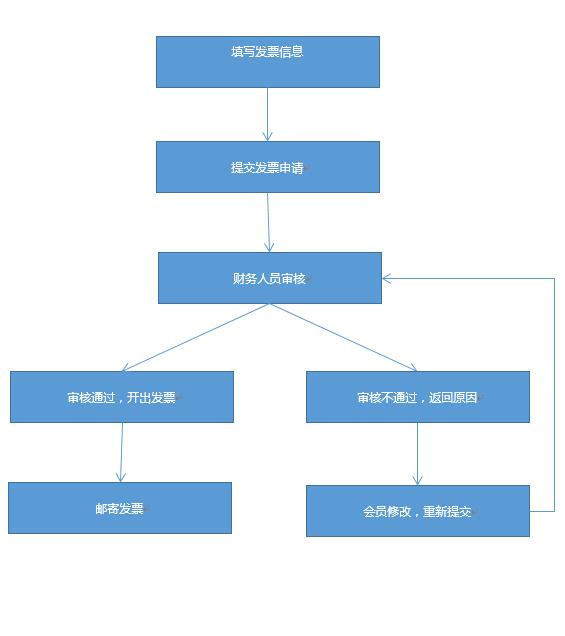 填写发票信息
提交发票申请
财务人员审核
审核通过，开出发票
审核不通过，返回原因
邮寄发票
会员修改，重新提交